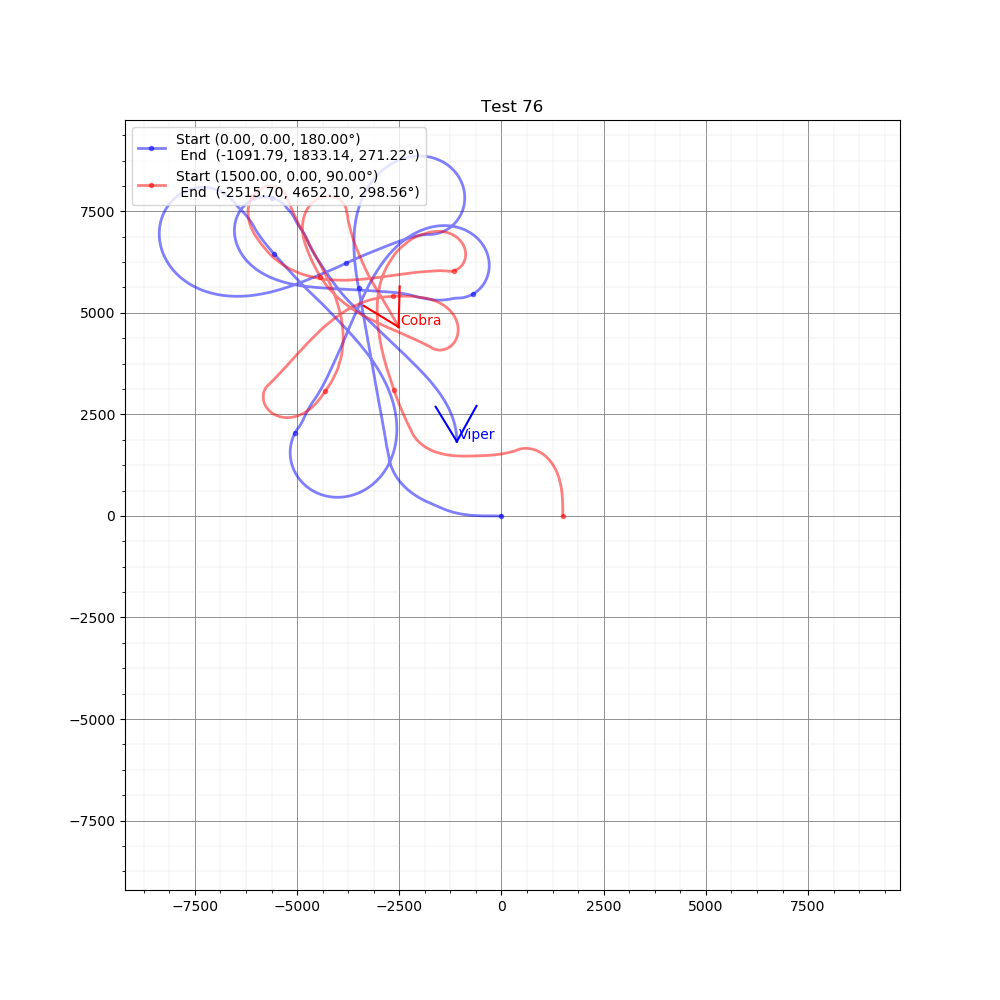 Test 76
Start (0.00, 0.00, 180.00°)
End  (-1091.79, 1833.14, 271.22°)
Start (1500.00, 0.00, 90.00°)
End  (-2515.70, 4652.10, 298.56°)
7500
5000
2500
0
−2500
−5000
−7500
Cobra
Viper
−7500
−5000
−2500
0
2500
5000
7500